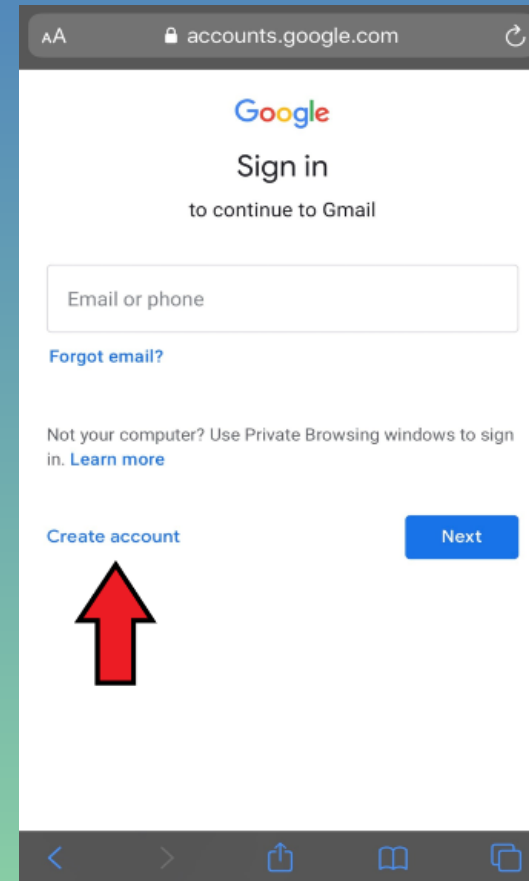 AA accounts.google.com
Google
Sign in
to continue to Gmail
Email or phone
Forgot email?
Not your computer? Use Private Browsing windows to sign
in. Learn more
Create account Next